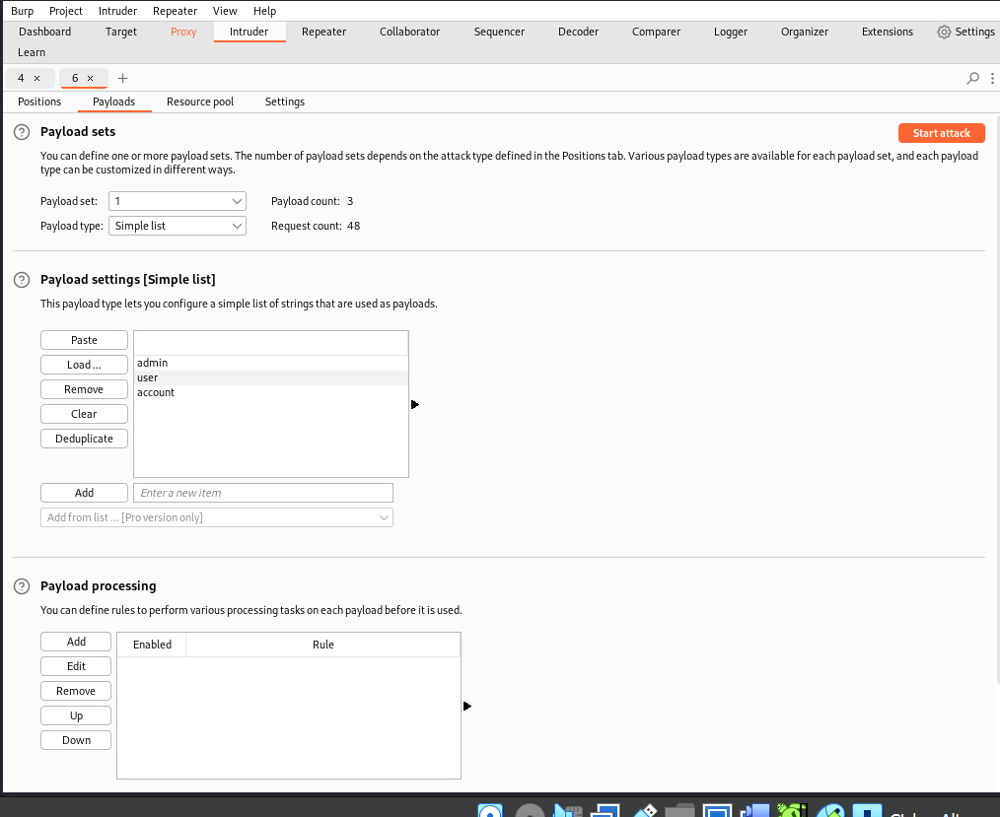 Burp Project Intruder Repeater View Help
Dashboard Target Proxy Intruder Repeater Collaborator Sequencer Decoder Comparer Logger Organizer Extensions Settings
Learn
4 × 6 × +
Positions Payloads Resource pool Settings
? Payload sets Start attack
You can define one or more payload sets. The number of payload sets depends on the attack type defined in the Positions tab. Various payload types are available for each payload set, and each payload
type can be customized in different ways.
Payload set: 1 Payload count: 3
Payload type: Simple list Request count: 48
? Payload settings [Simple list]
This payload type lets you configure a simple list of strings that are used as payloads.
Paste
Load ... admin
Remove user
Clear account
Deduplicate
Add Enter a new item
Add from list ... [Pro version only]
? Payload processing
You can define rules to perform various processing tasks on each payload before it is used.
Add Enabled Rule
Edit
Remove
Up
Down